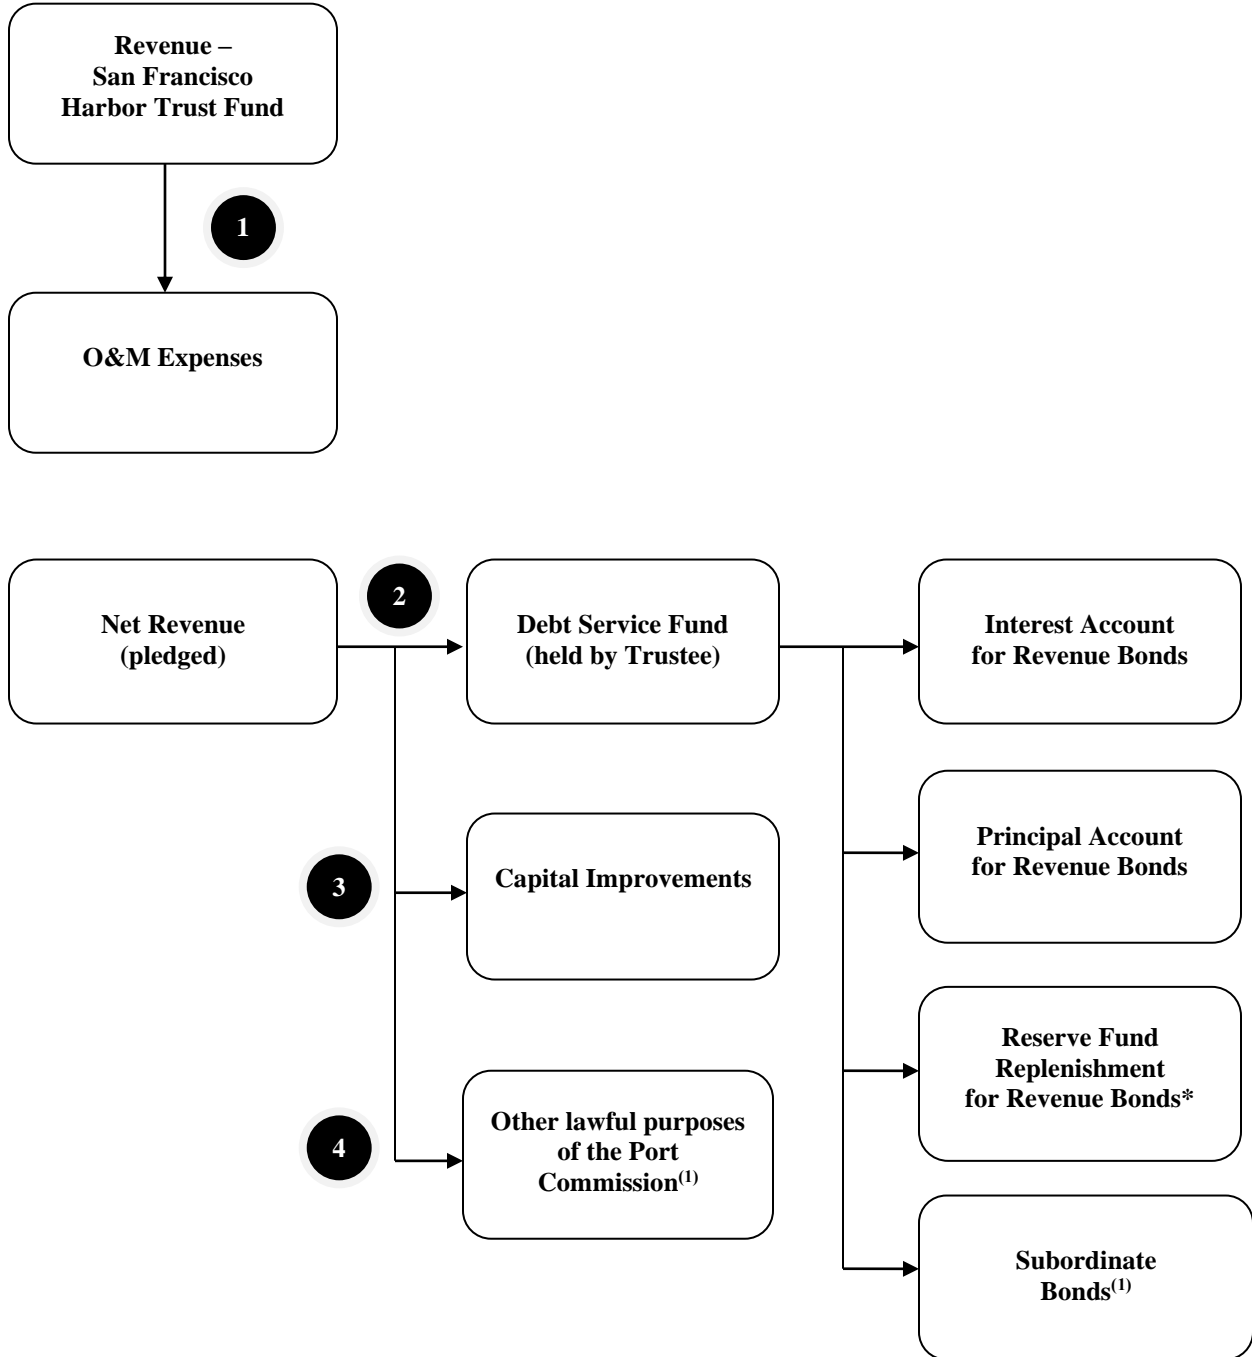 Revenue –
San Francisco
Harbor Trust Fund
1
O&M Expenses
Net Revenue
(pledged)
2
Debt Service Fund
(held by Trustee)
Interest Account
for Revenue Bonds
Principal Account
for Revenue Bonds
3
Capital Improvements
Reserve Fund
Replenishment
for Revenue Bonds*
4
Other lawful purposes
of the Port
Commission(1)
Subordinate
Bonds(1)